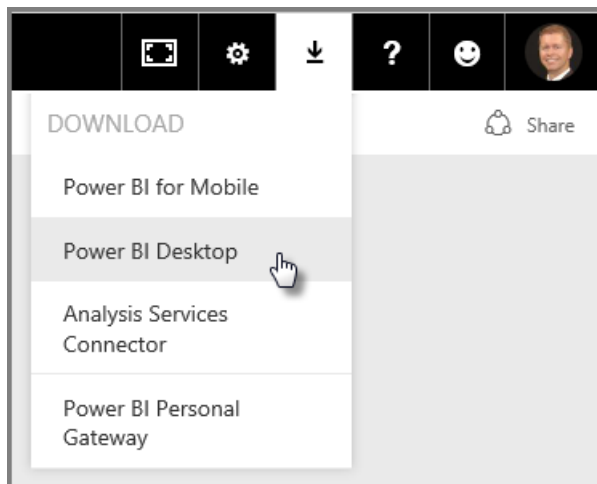 DOWNLOAD
Share
Power BI for Mobile
Power BI Desktop
Analysis Services
Connector
Power BI Personal
Gateway